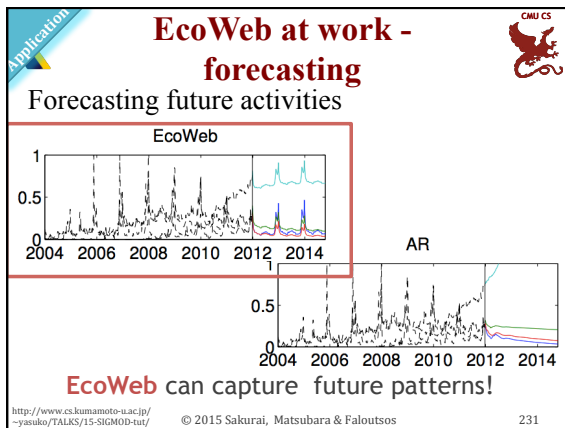 Application
EcoWeb at work -
forecasting
CMU CS
Forecasting future activities
EcoWeb
1
0.5
0
2004 2006 2008 2010 2012 2014
AR
1
0.5
0
2004 2006 2008 2010 2012 2014
EcoWeb can capture future patterns!
http://www.cs.kumamoto-u.ac.jp/
~yasuko/TALKS/15-SIGMOD-tut/
© 2015 Sakurai, Matsubara & Faloutsos
231